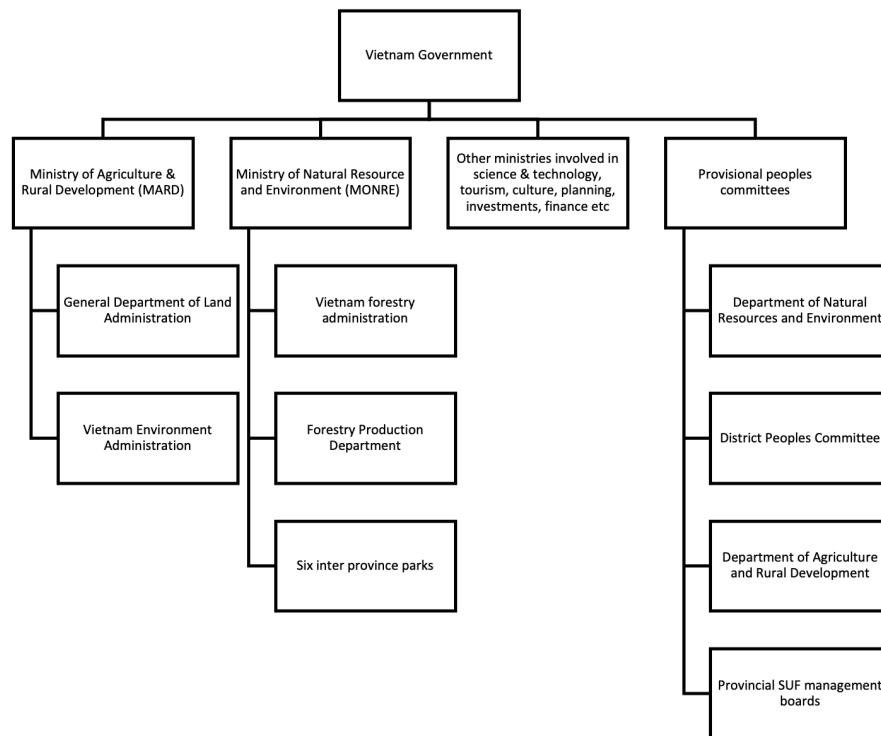 Vietnam Government
Ministry of Agriculture &
Rural Development (MARD)
Ministry of Natural Resource
and Environment (MONRE)
Other ministries involved in
science & technology,
tourism, culture, planning,
investments, finance etc
Provisional peoples
committees
General Department of Land
Administration
Vietnam Environment
Administration
Vietnam forestry
administration
Forestry Production
Department
Six inter province parks
Department of Natural
Resources and Environment
District Peoples Committee
Department of Agriculture
and Rural Development
Provincial SUF management
boards